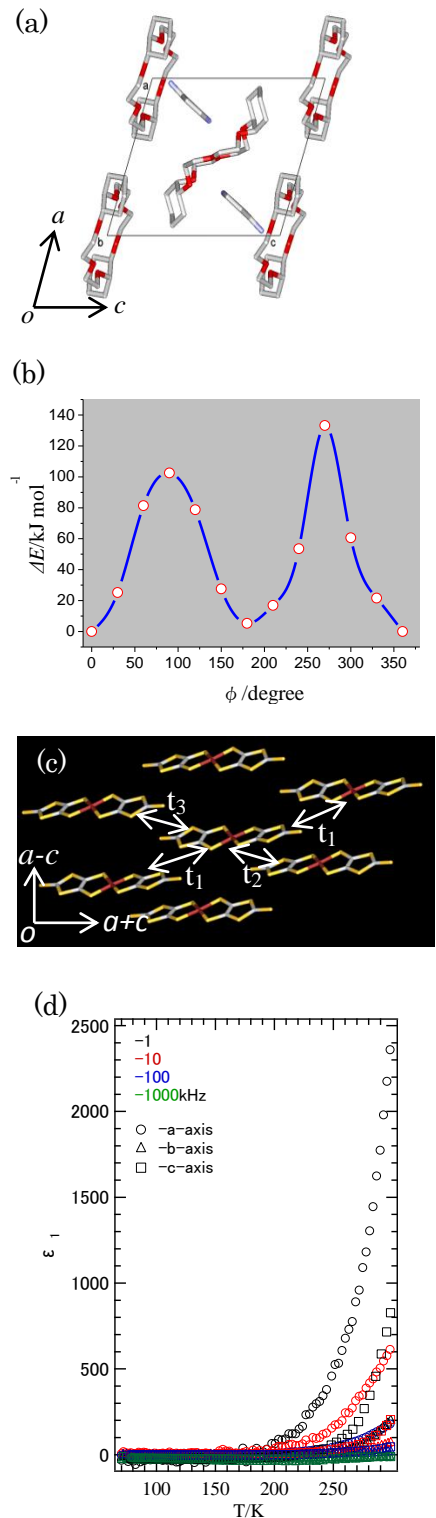 (a)
a
b
c
a
o
c
(b)
ΔE/kJ mol⁻¹
140
120
100
80
60
40
20
0
0 50 100 150 200 250 300 350
ϕ /degree
(c)
t₃
t₁
t₁
t₂
a-c
o
a+c
(d)
2500
-1
-10
-100
-1000kHz
-a-axis
-b-axis
-c-axis
2000
1500
ε₁
1000
500
0
100 150 200 250
T/K